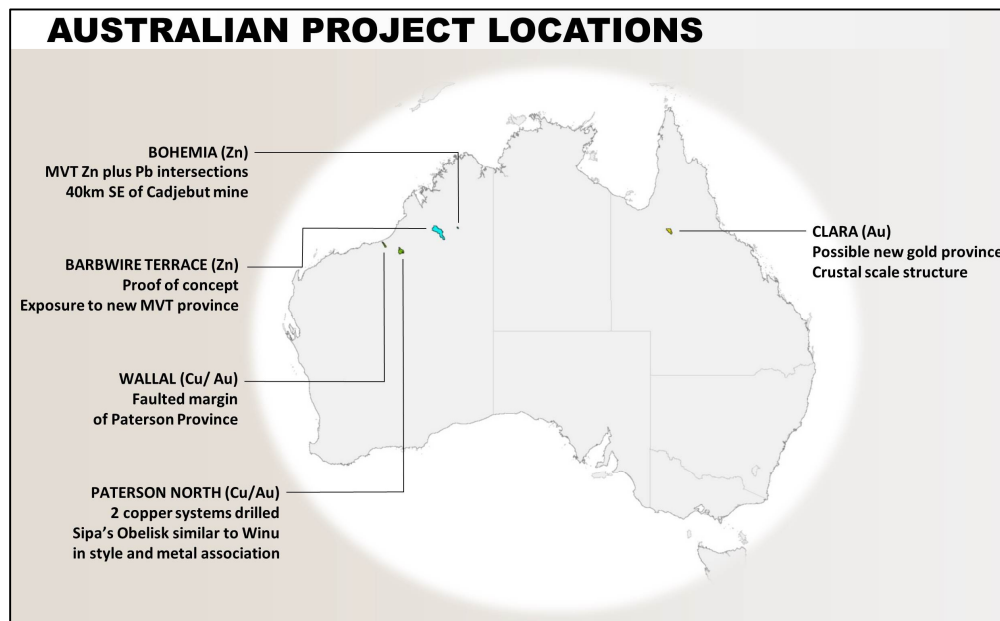 AUSTRALIAN PROJECT LOCATIONS
BOHEMIA (Zn)
MVT Zn plus Pb intersections
40km SE of Cadjebut mine
BARBWIRE TERRACE (Zn)
Proof of concept
Exposure to new MVT province
WALLAL (Cu/ Au)
Faulted margin
of Paterson Province
PATERSON NORTH (Cu/Au)
2 copper systems drilled
Sipa's Obelisk similar to Winu
in style and metal association
CLARA (Au)
Possible new gold province
Crustal scale structure